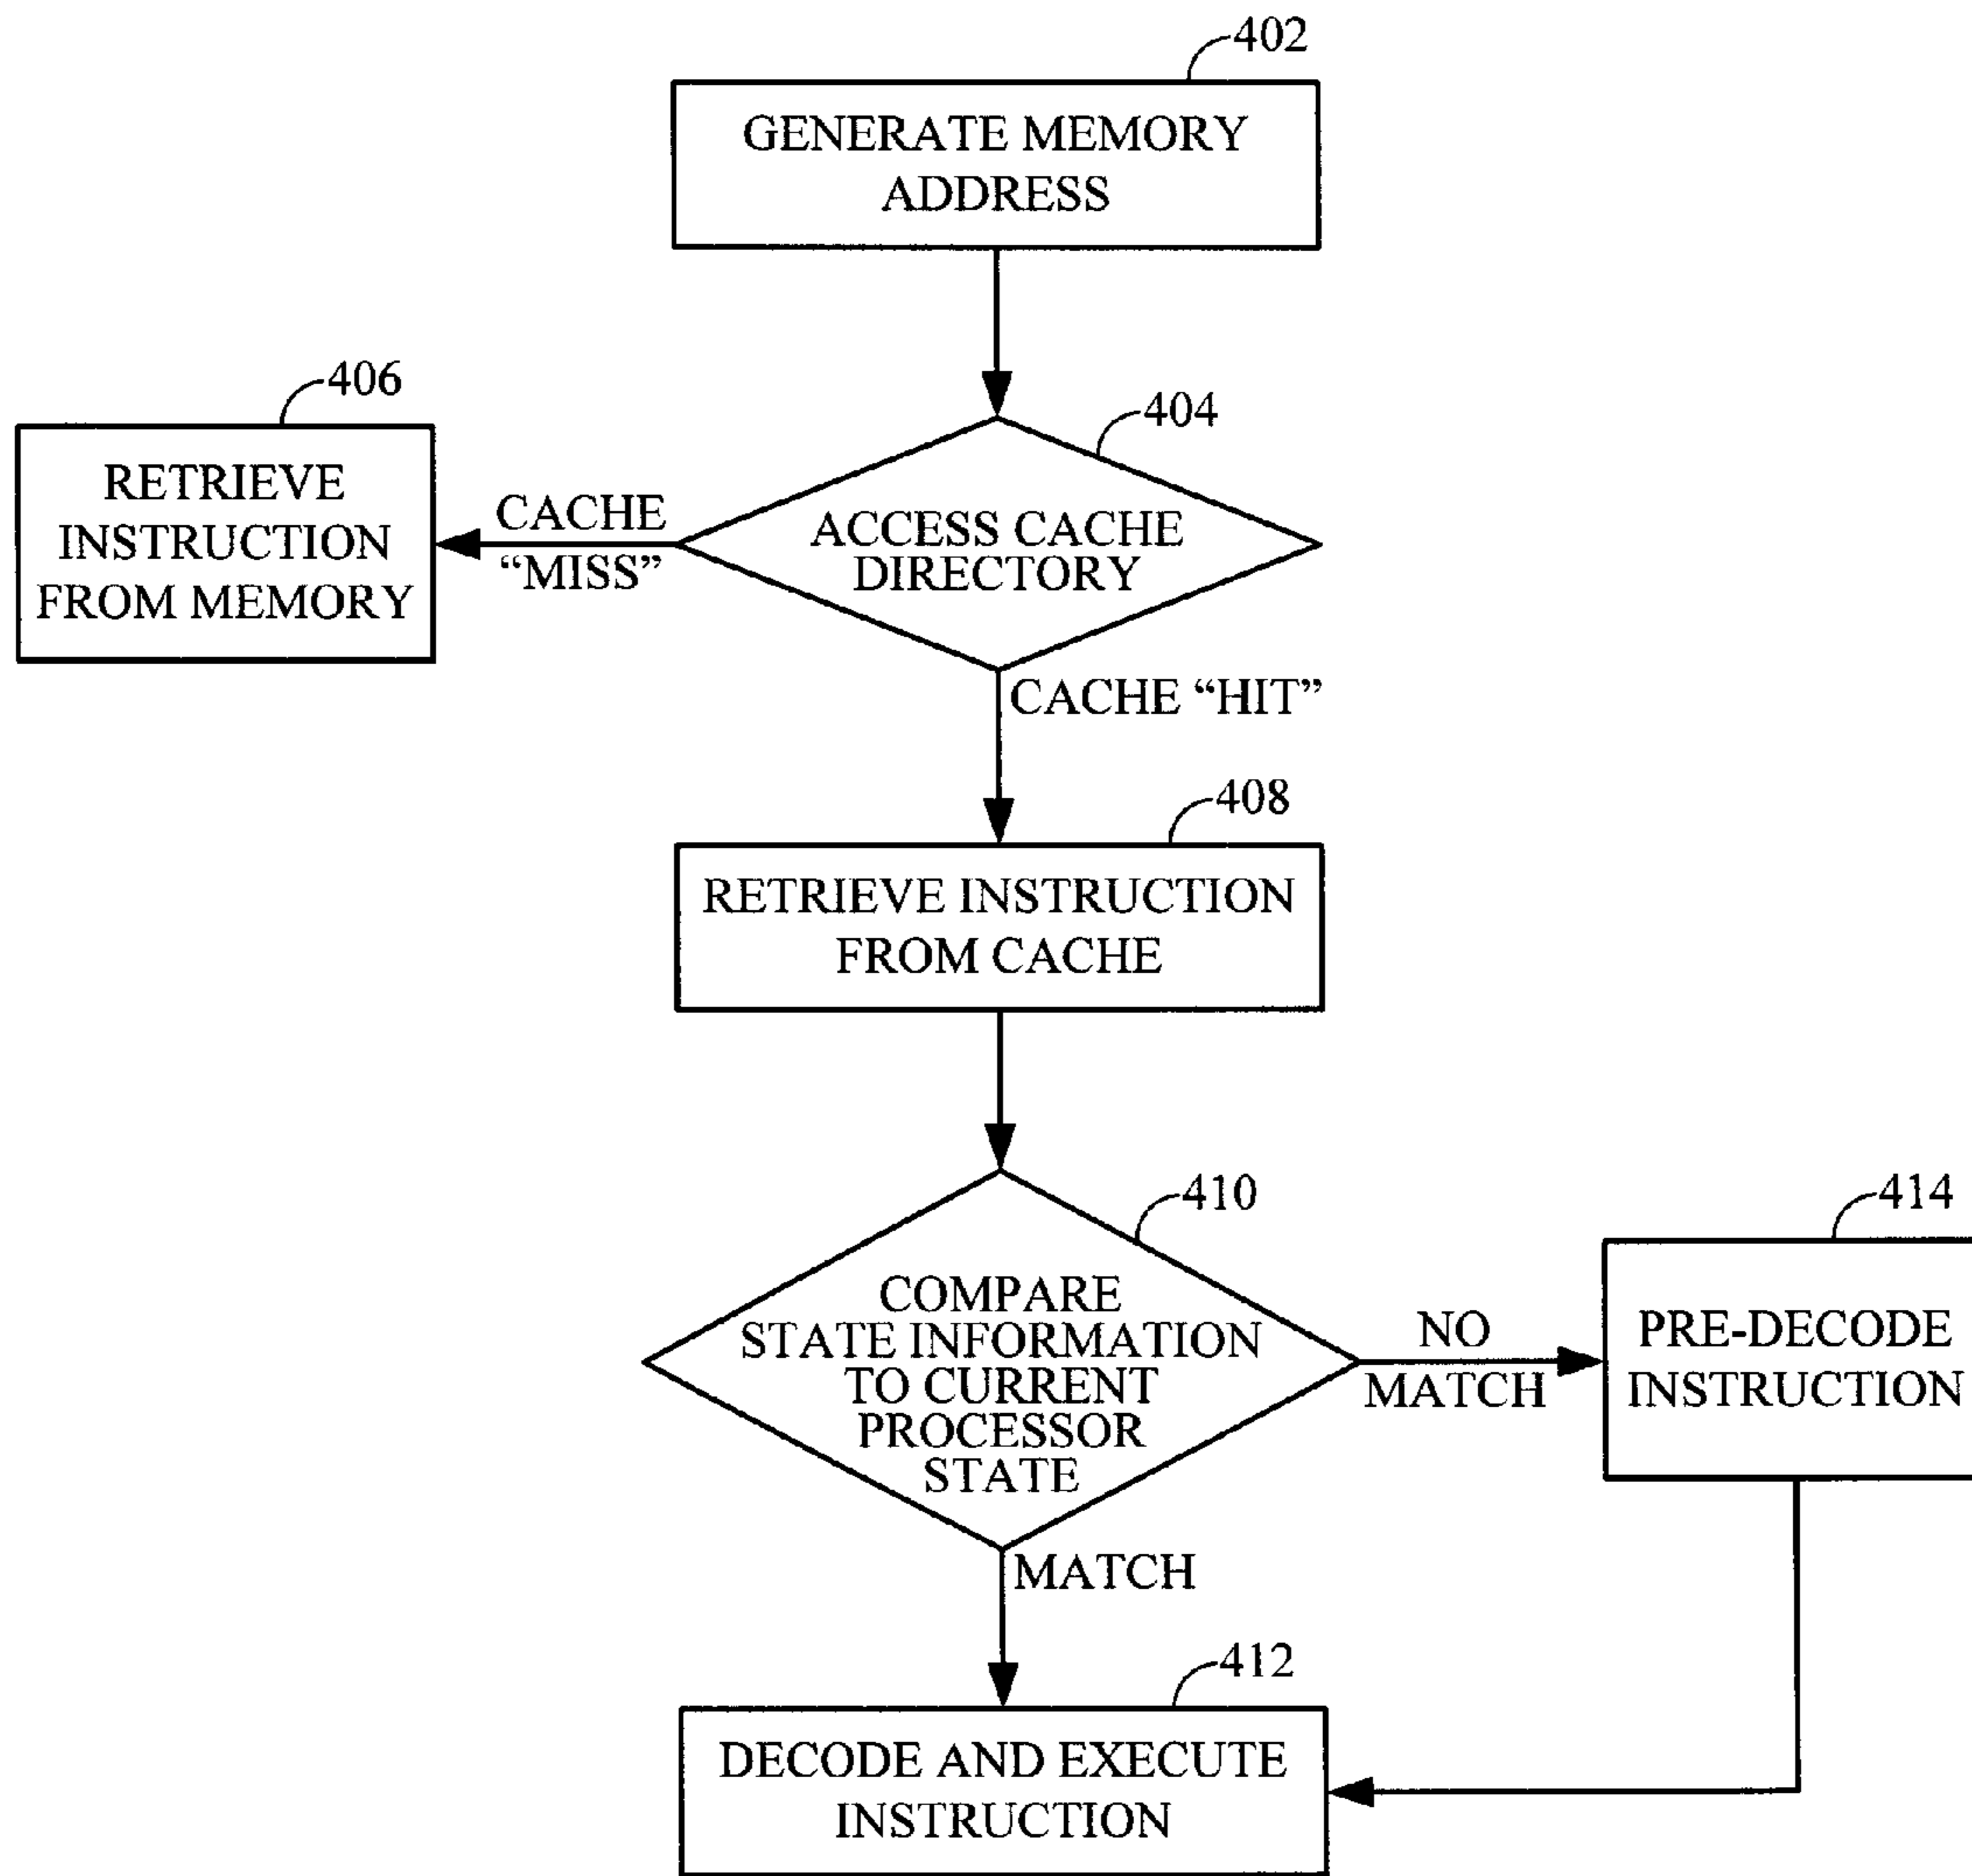 402
GENERATE MEMORY
ADDRESS
406
404
RETRIEVE
INSTRUCTION
FROM MEMORY
CACHE
“MISS”
ACCESS CACHE
DIRECTORY
CACHE “HIT”
408
RETRIEVE INSTRUCTION
FROM CACHE
410
414
COMPARE
STATE INFORMATION
TO CURRENT
PROCESSOR
STATE
NO
MATCH
PRE-DECODE
INSTRUCTION
MATCH
412
DECODE AND EXECUTE
INSTRUCTION